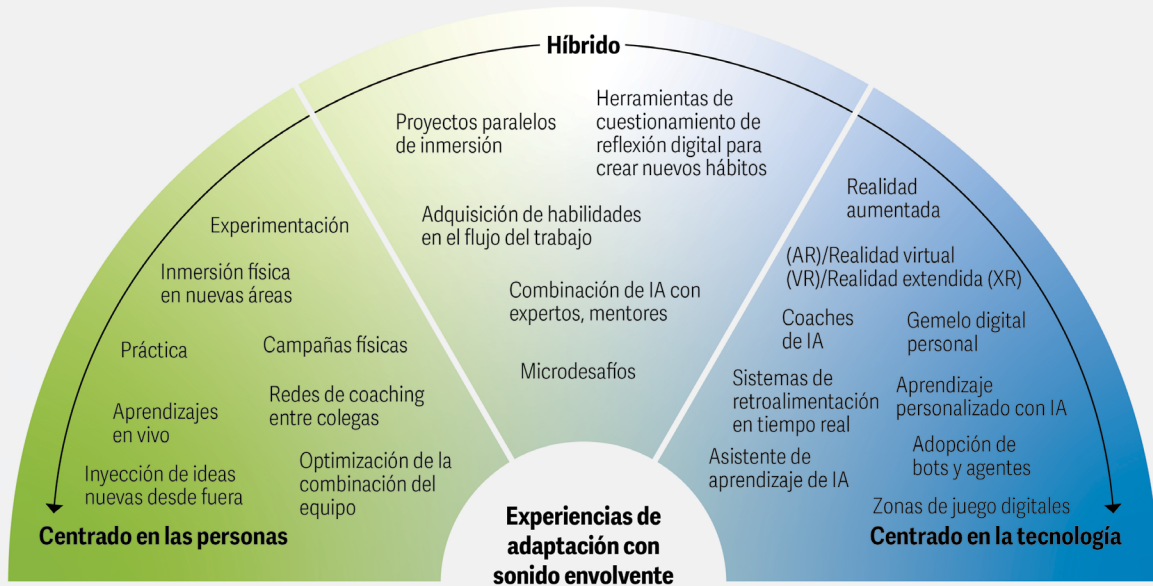 Híbrido
Proyectos paralelos
de inmersión
Herramientas de
cuestionamiento de
reflexión digital para
crear nuevos hábitos
Adquisición de habilidades
en el flujo del trabajo
Combinación de IA con
expertos, mentores
Microdesafíos
Experimentación
Inmersión física
en nuevas áreas
Práctica
Campañas físicas
Aprendizajes
en vivo
Redes de coaching
entre colegas
Inyección de ideas
nuevas desde fuera
Optimización de la
combinación del
equipo
Centrado en las personas
Realidad
aumentada
(AR)/Realidad virtual
(VR)/Realidad extendida (XR)
Coaches
de IA
Gemelo digital
personal
Sistemas de
retroalimentación
en tiempo real
Aprendizaje
personalizado con IA
Asistente de
aprendizaje de IA
Adopción de
bots y agentes
Zonas de juego digitales
Centrado en la tecnología
Experiencias de
adaptación con
sonido envolvente